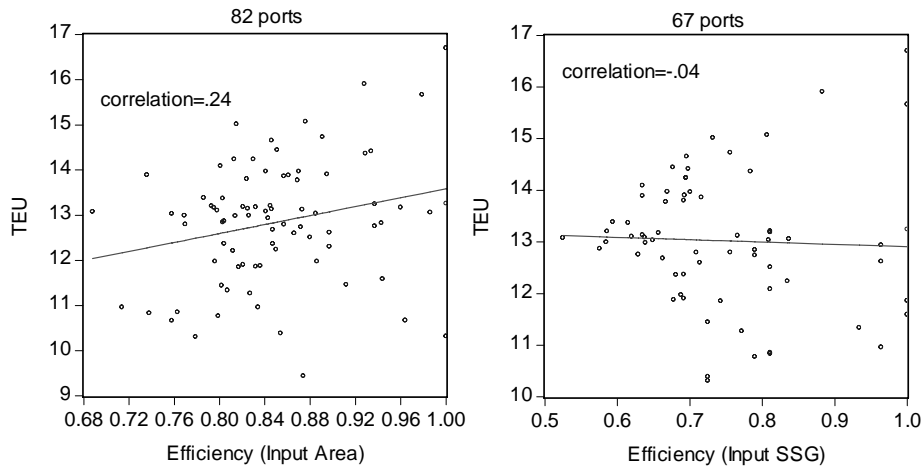 82 ports
17
16
15
14
13
12
11
10
9
TEU
correlation=.24
0.68 0.72 0.76 0.80 0.84 0.88 0.92 0.96 1.00
Efficiency (Input Area)
67 ports
17
16
15
14
13
12
11
10
TEU
correlation=-.04
0.5 0.6 0.7 0.8 0.9 1.0
Efficiency (Input SSG)